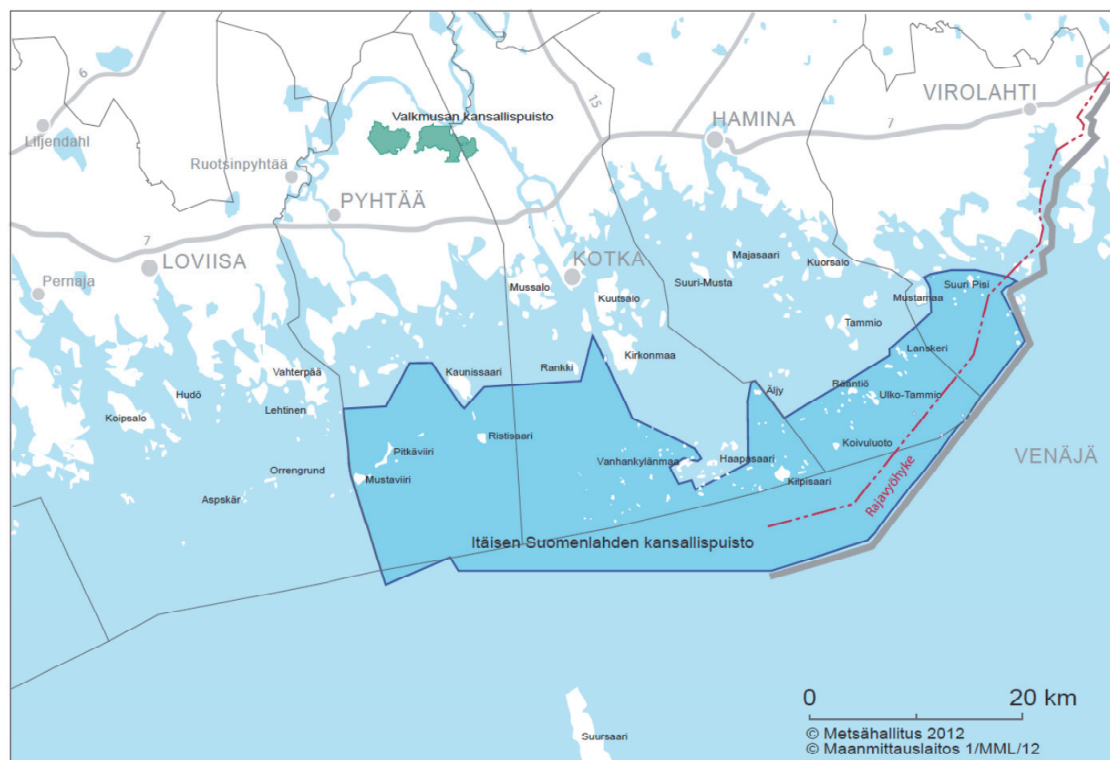 6
15
Valkmusan kansallispuisto
VIROLAHTI
HAMINA
7
Liljendahl
Ruotsinpyhtää
PYHTÄÄ
7
LOVIISA
KOTKA
Pernaja
Mussalo
Kuutsalo
Suuri-Musta
Majasaari
Kuorsalo
Mustamaa
Suuri Pisi
Tammio
Lanskeri
Kirkonmaa
Rankki
Kaunissaari
Vahterpää
Hudö
Lehtinen
Koipsalo
Äljy
Rääntiö
Ulko-Tammio
Ristisaari
Pitkäviiri
Koivuluoto
Vanhankylänmaa
Haapasaari
VENÄJÄ
Orrengrund
Mustaviiri
Kilpisaari
Aspskär
Rajavyöhyke
Itäisen Suomenlahden kansallispuisto
0 20 km
Suursaari
© Metsähallitus 2012
© Maanmittauslaitos 1/MML/12